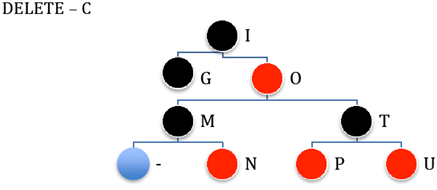 DELETE – C
I
G O
M T
- N P U